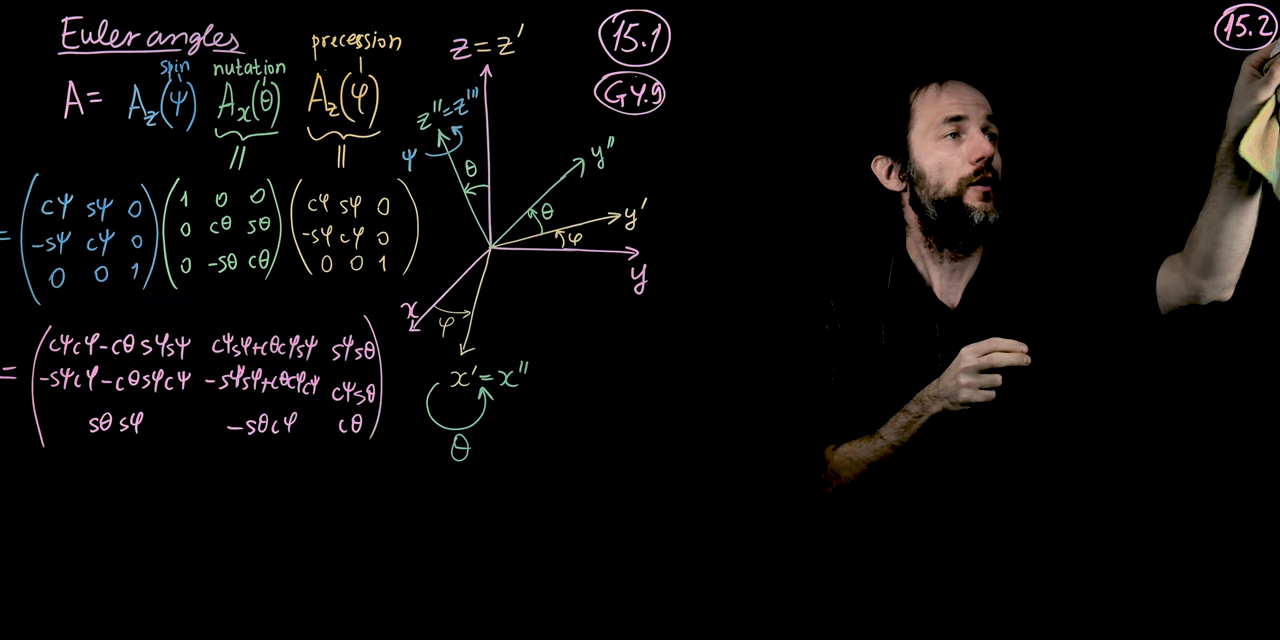 Euler angles
spin nutation precession
A = A_z(ψ) A_x(θ) A_z(φ)
= ( cψ sψ 0 ) ( 1 0 0 ) ( cφ sφ 0 )
( -sψ cψ 0 ) ( 0 cθ sθ ) ( -sφ cφ 0 )
( 0 0 1 ) ( 0 -sθ cθ ) ( 0 0 1 )
= ( cψcφ-cθsφsψ cψsφ+cθcφsψ sψsθ )
( -sψcφ-cθsφcψ -sψsφ+cθcφcψ cψsθ )
( sθsφ -sθcφ cθ )
z=z'
z''=z'''
ψ
θ
y''
θ
y'
φ
y
x
φ
x'=x''
θ
15.1
GY.9
15.2